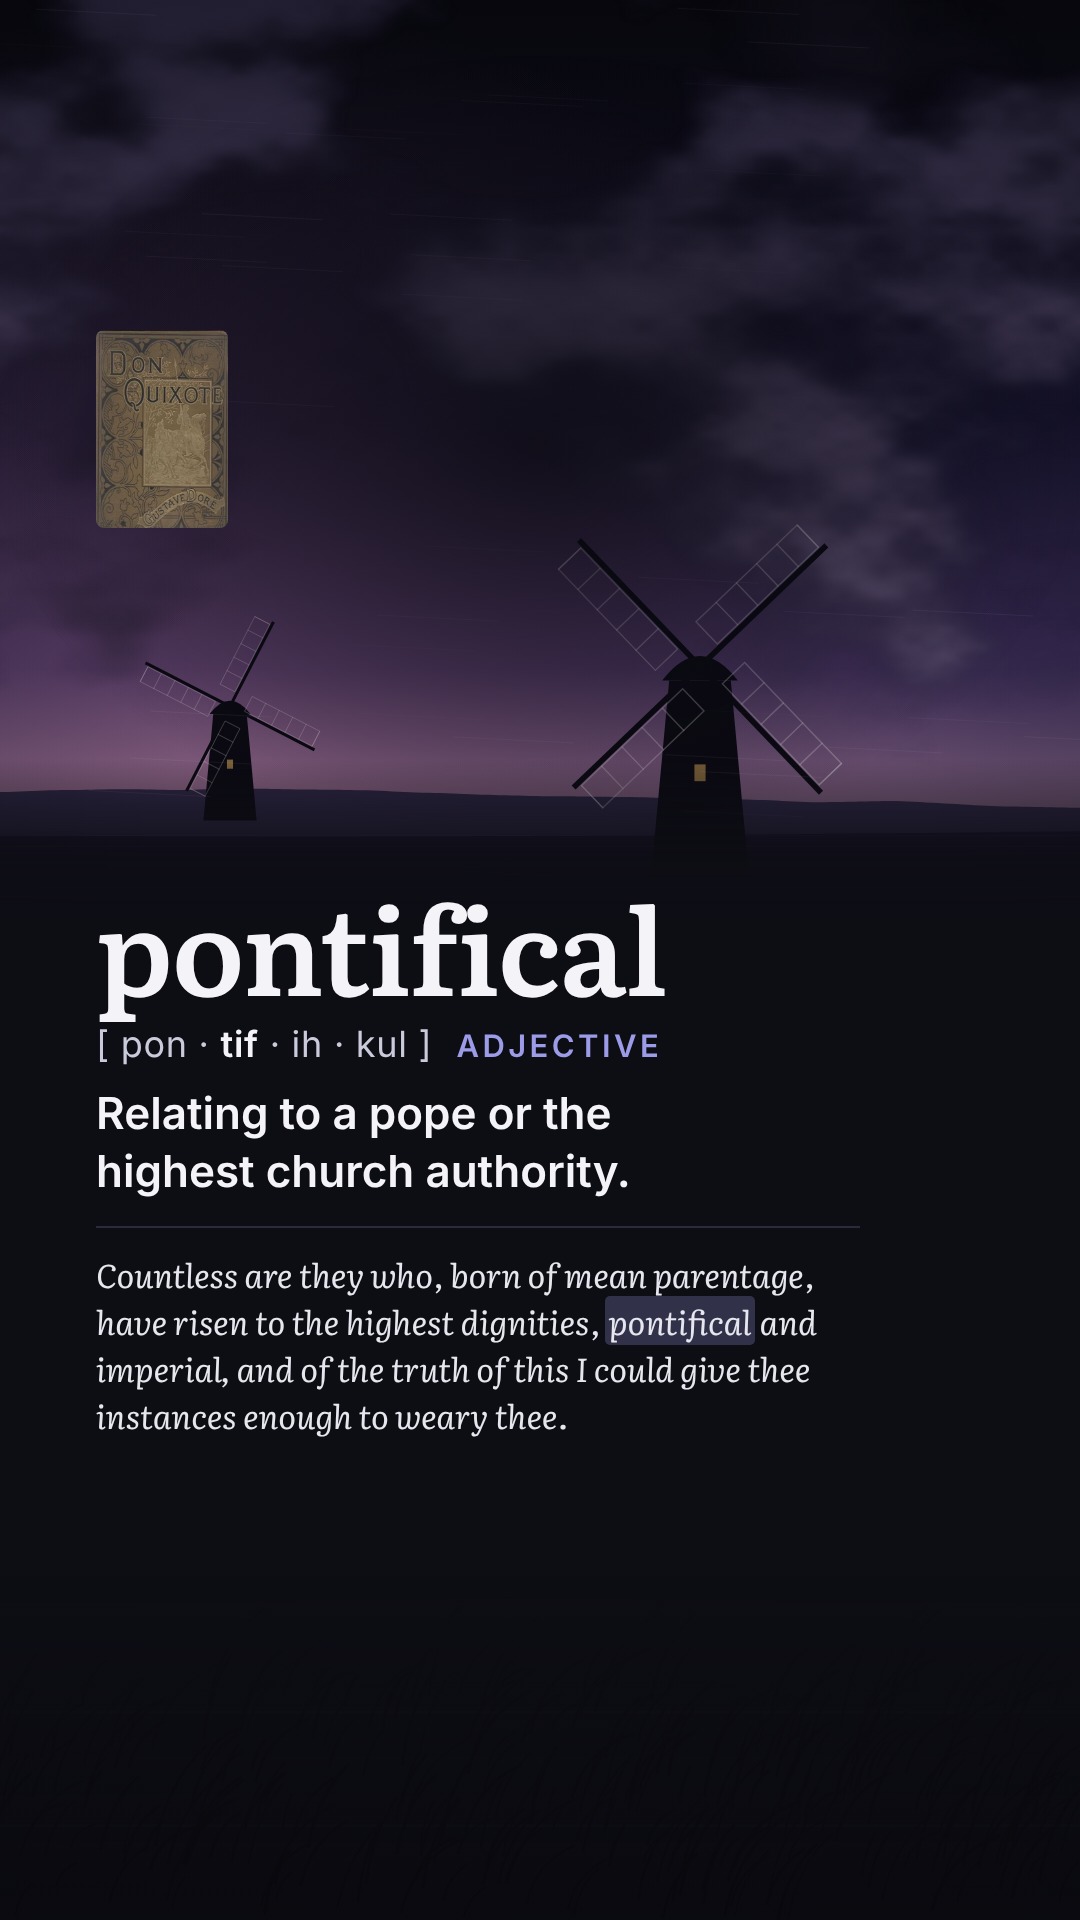 DON
QUIXOTE
GUSTAVE DORÉ
pontifical
[ pon · tif · ih · kul ] ADJECTIVE
Relating to a pope or the
highest church authority.
Countless are they who, born of mean parentage,
have risen to the highest dignities, pontifical and
imperial, and of the truth of this I could give thee
instances enough to weary thee.